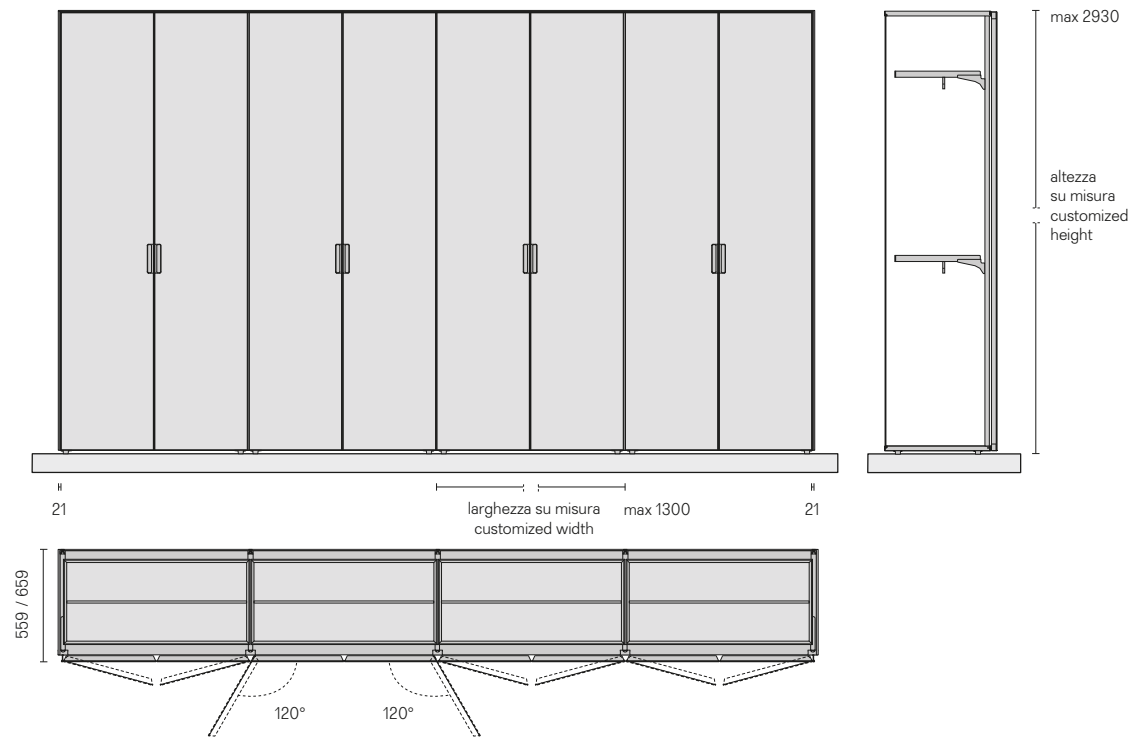 max 2930
altezza
su misura
customized
height
21
larghezza su misura
customized width
max 1300
21
559 / 659
120°
120°